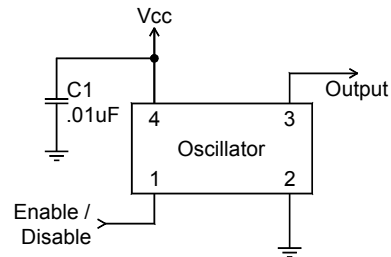 Vcc
C1
.01uF
Output
4
3
Oscillator
1
2
Enable /
Disable